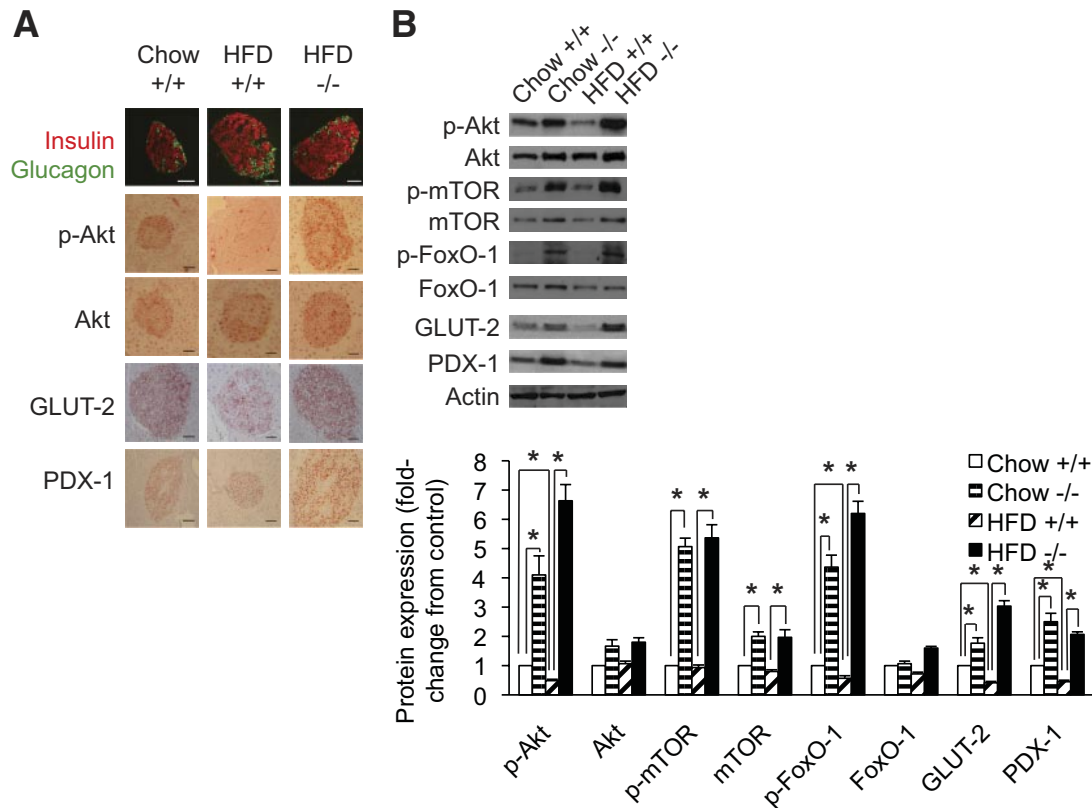 A
Chow
+/+
HFD
+/+
HFD
-/-
Insulin
Glucagon
p-Akt
Akt
GLUT-2
PDX-1
B
Chow +/+
Chow -/-
HFD +/+
HFD -/-
p-Akt
Akt
p-mTOR
mTOR
p-FoxO-1
FoxO-1
GLUT-2
PDX-1
Actin
Protein expression (fold-
change from control)
8
7
6
5
4
3
2
1
0
* * * * * * * * * * * * * * * * * *
Chow +/+
Chow -/-
HFD +/+
HFD -/-
p-Akt
Akt
p-mTOR
mTOR
p-FoxO-1
FoxO-1
GLUT-2
PDX-1